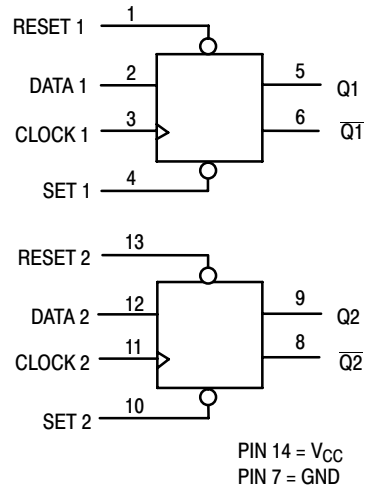 RESET 1 1
DATA 1 2 5 Q1
CLOCK 1 3 6 Q1̅
SET 1 4
RESET 2 13
DATA 2 12 9 Q2
CLOCK 2 11 8 Q2̅
SET 2 10
PIN 14 = VCC
PIN 7 = GND